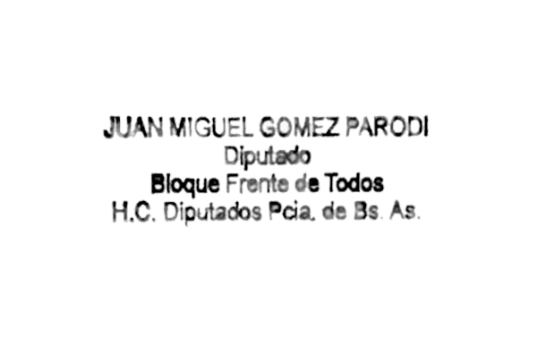 JUAN MIGUEL GOMEZ PARODI
Diputado
Bloque Frente de Todos
H.C. Diputados Pcia. de Bs. As.